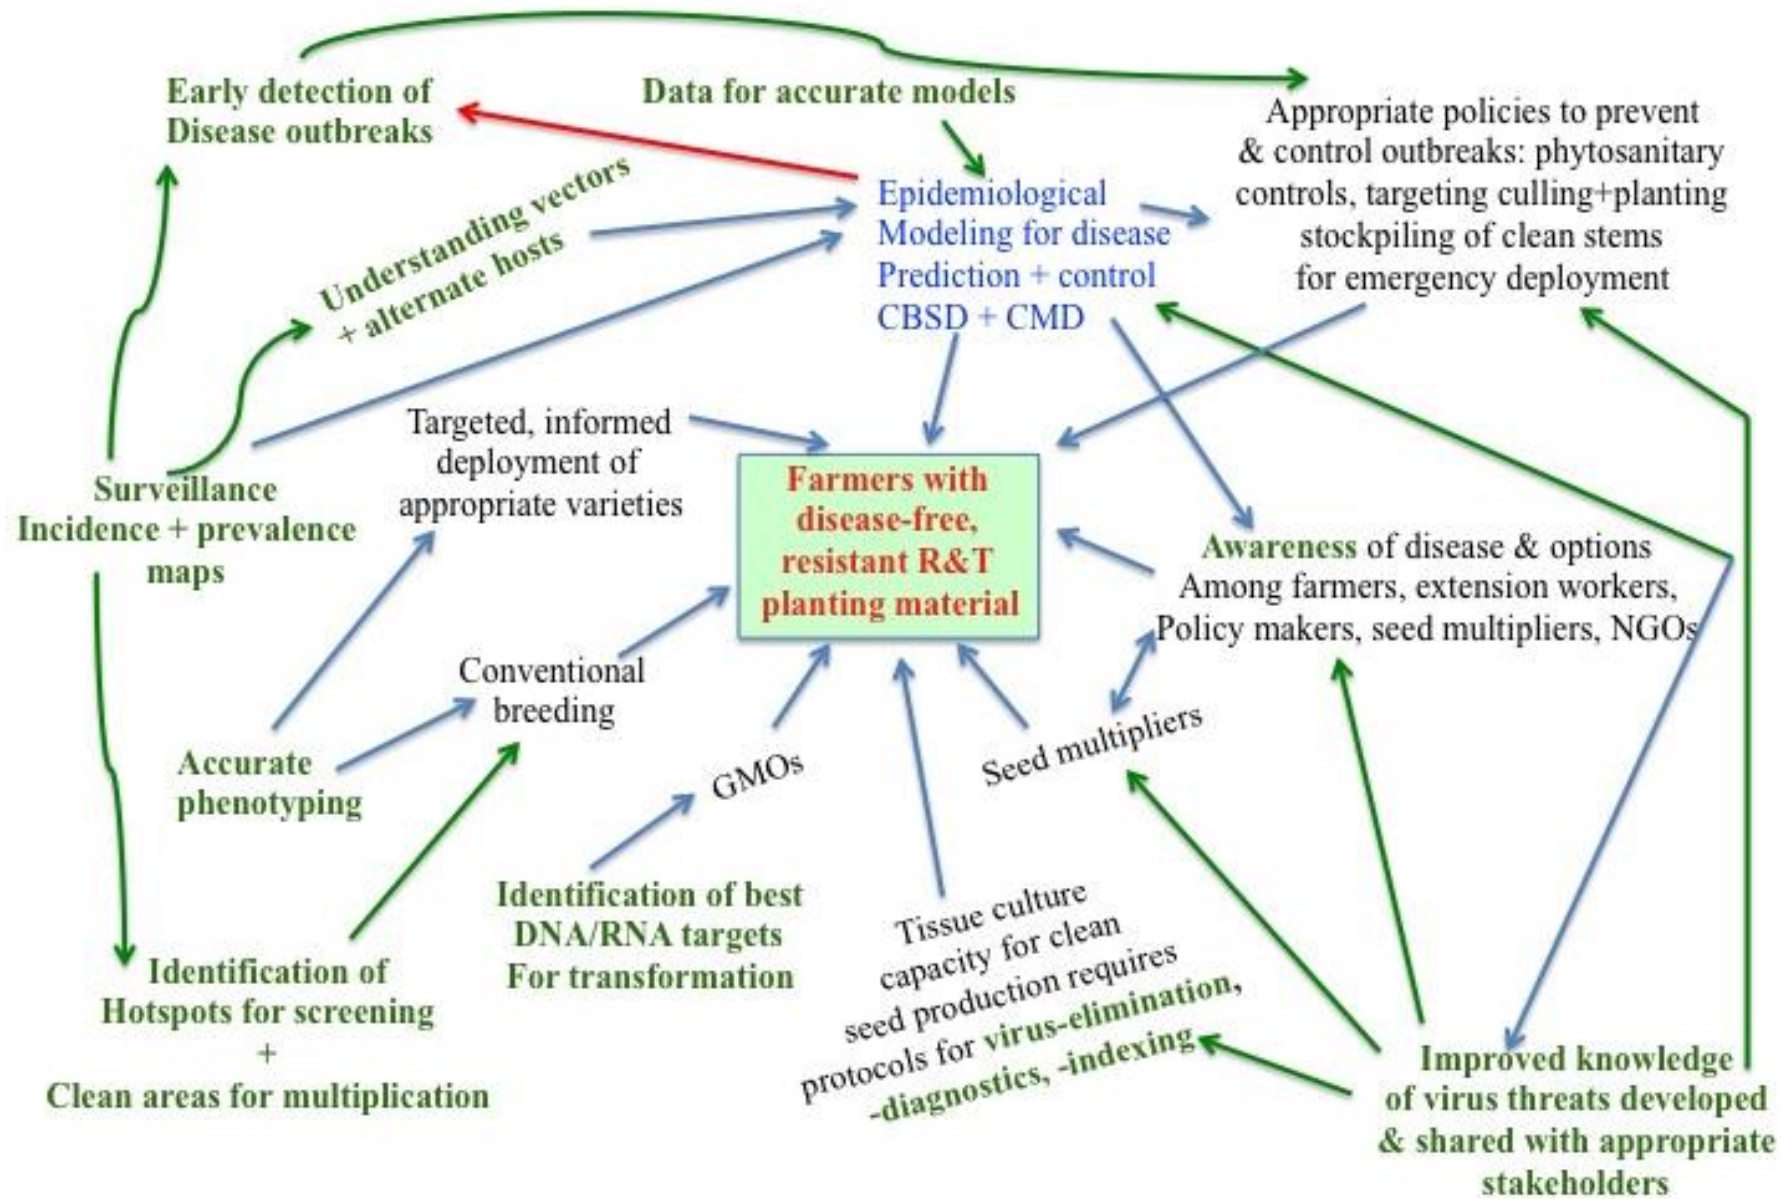 Early detection of
Disease outbreaks
Data for accurate models
Appropriate policies to prevent
& control outbreaks: phytosanitary
controls, targeting culling+planting
stockpiling of clean stems
for emergency deployment
Understanding vectors
+ alternate hosts
Epidemiological
Modeling for disease
Prediction + control
CBSD + CMD
Surveillance
Incidence + prevalence
maps
Targeted, informed
deployment of
appropriate varieties
Farmers with
disease-free,
resistant R&T
planting material
Awareness of disease & options
Among farmers, extension workers,
Policy makers, seed multipliers, NGOs
Conventional
breeding
Accurate
phenotyping
GMOs
Seed multipliers
Identification of best
DNA/RNA targets
For transformation
Tissue culture
capacity for clean
seed production requires
protocols for virus-elimination,
-diagnostics, -indexing
Identification of
Hotspots for screening
+
Clean areas for multiplication
Improved knowledge
of virus threats developed
& shared with appropriate
stakeholders